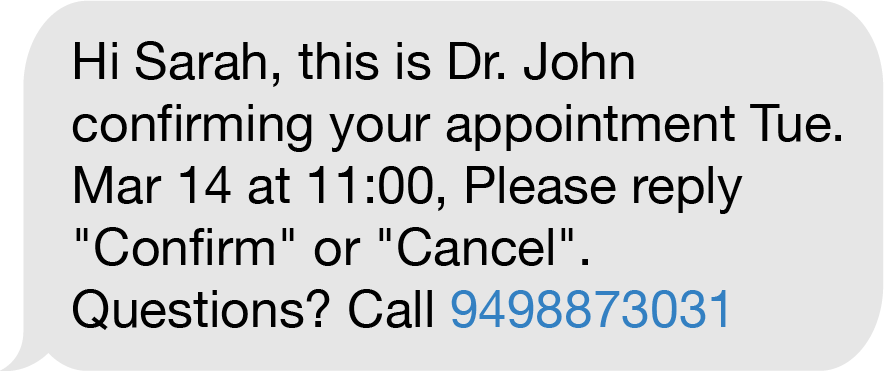 Hi Sarah, this is Dr. John
confirming your appointment Tue.
Mar 14 at 11:00, Please reply
"Confirm" or "Cancel".
Questions? Call 9498873031